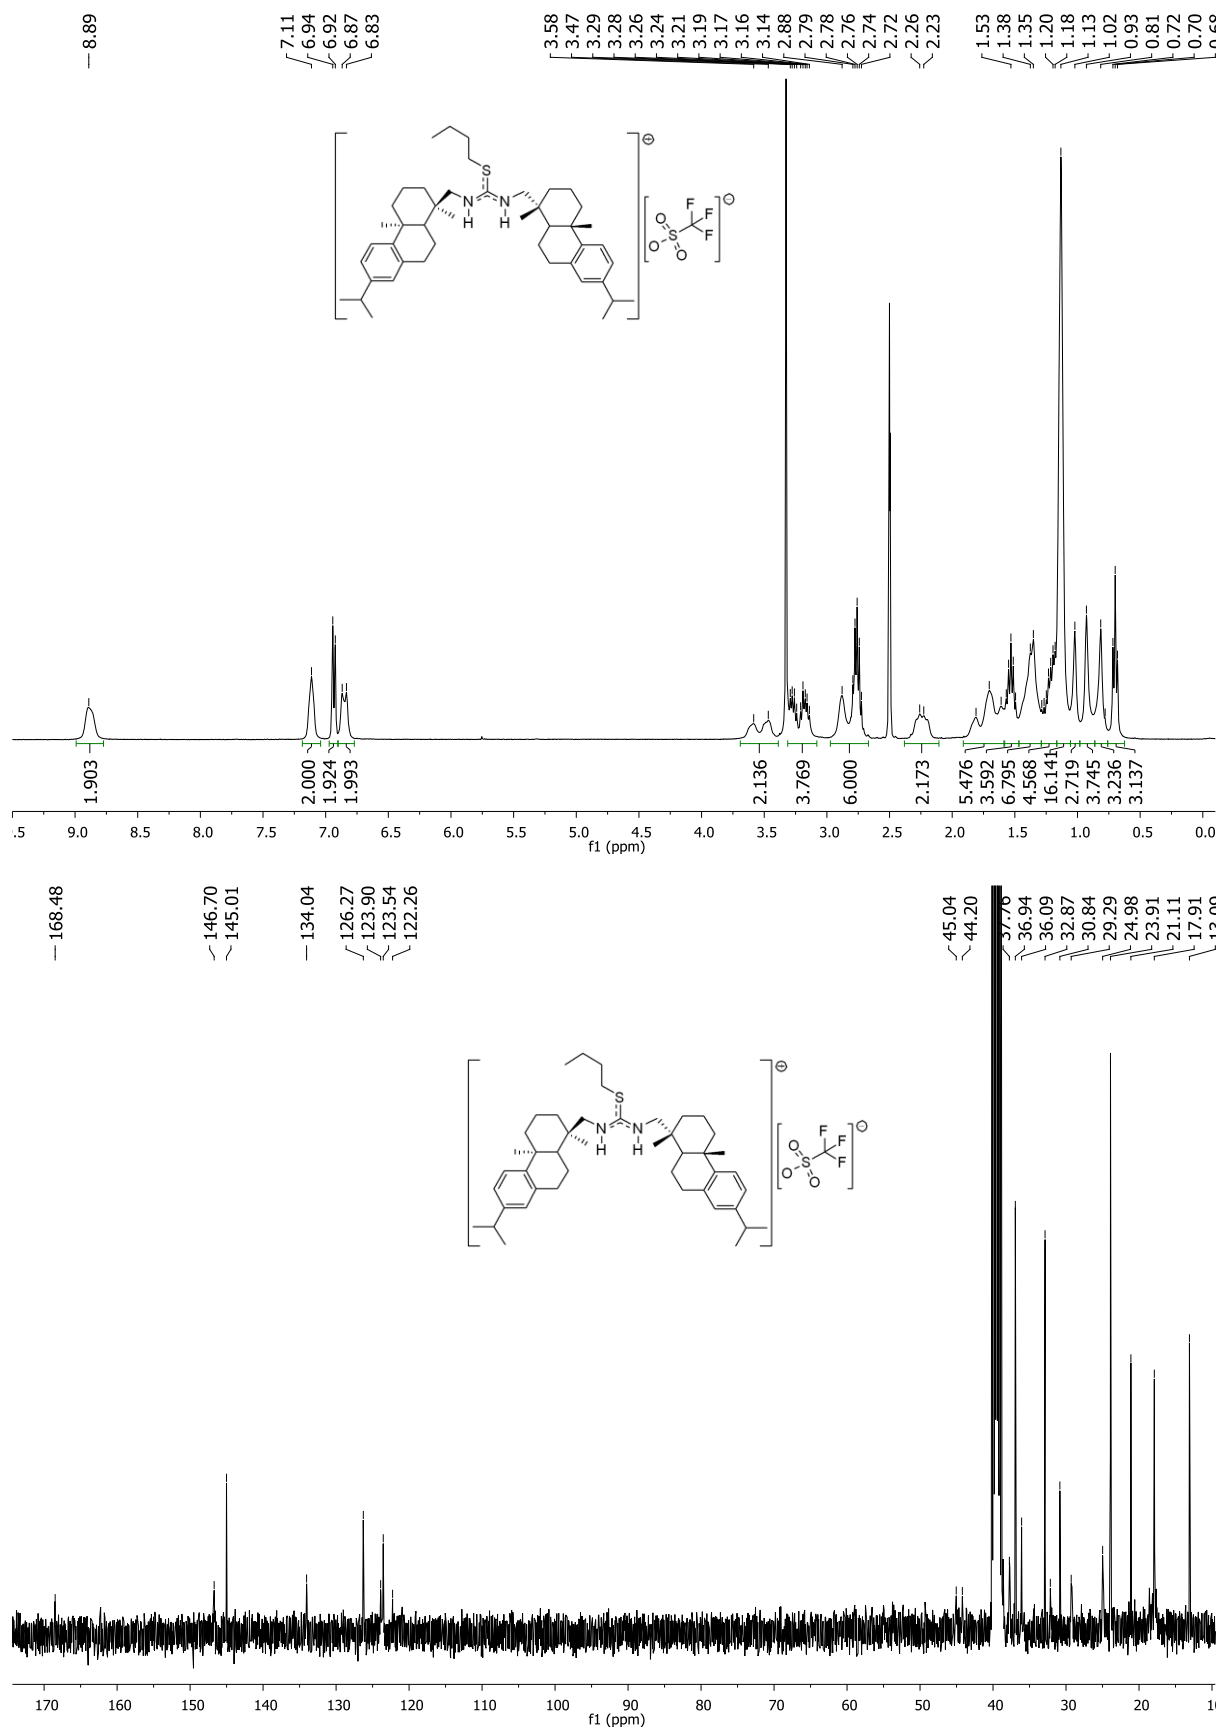 8.89 7.11 6.94 6.92 6.87 6.83 3.58 3.47 3.29 3.28 3.26 3.24 3.21 3.19 3.17 3.16 3.14 2.88 2.79 2.78 2.76 2.74 2.72 2.26 2.23 1.53 1.38 1.35 1.20 1.18 1.13 1.02 0.93 0.81 0.72 0.70 0.68
⊕
S
N N
H H
⊖
F
O F
S F
O O
1.903 2.000 1.924 1.993 2.136 3.769 6.000 2.173 5.476 3.592 6.795 4.568 16.141 2.719 3.745 3.236 3.137
.5 9.0 8.5 8.0 7.5 7.0 6.5 6.0 5.5 5.0 4.5 4.0 3.5 3.0 2.5 2.0 1.5 1.0 0.5 0.0
f1 (ppm)
168.48 146.70 145.01 134.04 126.27 123.90 123.54 122.26 45.04 44.20 37.76 36.94 36.09 32.87 30.84 29.29 24.98 23.91 21.11 17.91 13.09
⊕
S
N N
H H
⊖
F
O F
S F
O O
170 160 150 140 130 120 110 100 90 80 70 60 50 40 30 20 10
f1 (ppm)